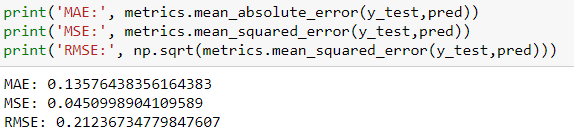 print('MAE:', metrics.mean_absolute_error(y_test,pred))
print('MSE:', metrics.mean_squared_error(y_test,pred))
print('RMSE:', np.sqrt(metrics.mean_squared_error(y_test,pred)))
MAE: 0.13576438356164383
MSE: 0.0450998904109589
RMSE: 0.21236734779847607